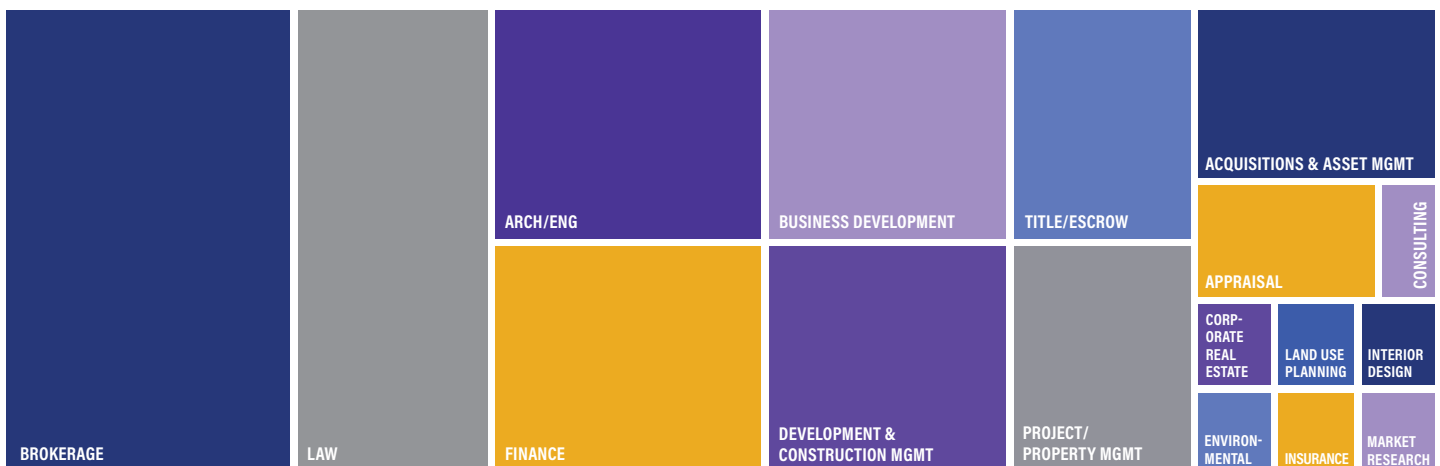 BROKERAGE
LAW
ARCH/ENG
FINANCE
BUSINESS DEVELOPMENT
DEVELOPMENT &
CONSTRUCTION MGMT
TITLE/ESCROW
PROJECT/
PROPERTY MGMT
ACQUISITIONS & ASSET MGMT
APPRAISAL
CONSULTING
CORP-
ORATE
REAL
ESTATE
LAND USE
PLANNING
INTERIOR
DESIGN
ENVIRON-
MENTAL
INSURANCE
MARKET
RESEARCH